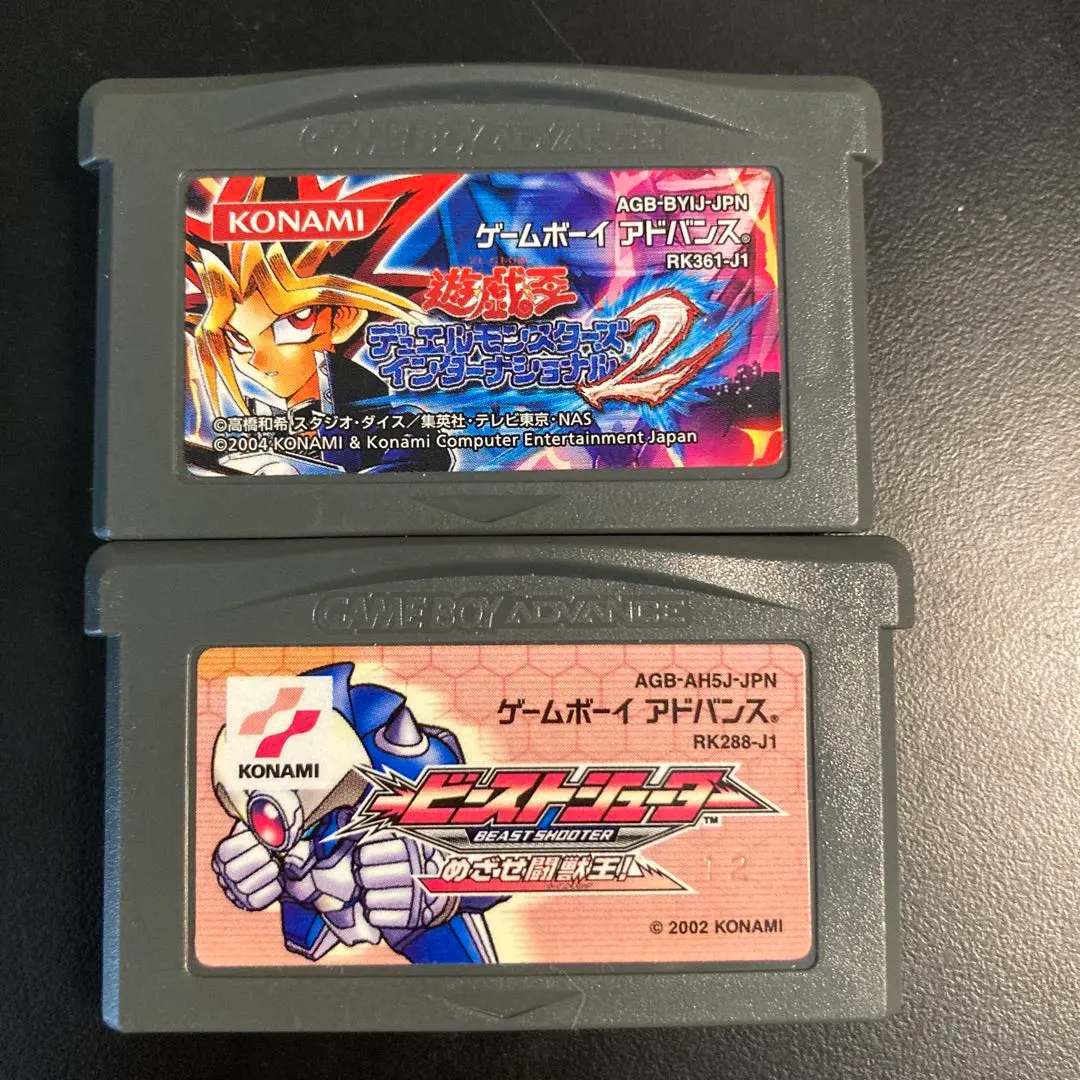 GAME BOY ADVANCE
KONAMI
AGB-BYIJ-JPN
ゲームボーイ アドバンス®
RK361-J1
遊戯王
デュエルモンスターズ
インターナショナル2
©高橋和希 スタジオ・ダイス／集英社・テレビ東京・NAS
©2004 KONAMI & Konami Computer Entertainment Japan
GAME BOY ADVANCE
KONAMI
AGB-AH5J-JPN
ゲームボーイ アドバンス®
RK288-J1
ビーストシューター™
BEAST SHOOTER
めざせ闘獣王!
12
© 2002 KONAMI